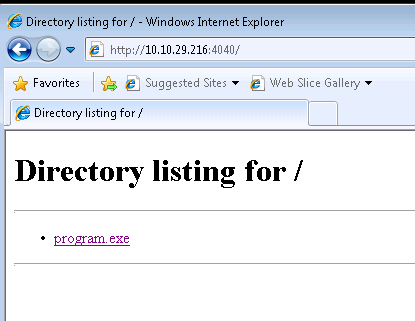 Directory listing for / - Windows Internet Explorer
http://10.10.29.216:4040/
Favorites Suggested Sites Web Slice Gallery
Directory listing for /
Directory listing for /
• program.exe